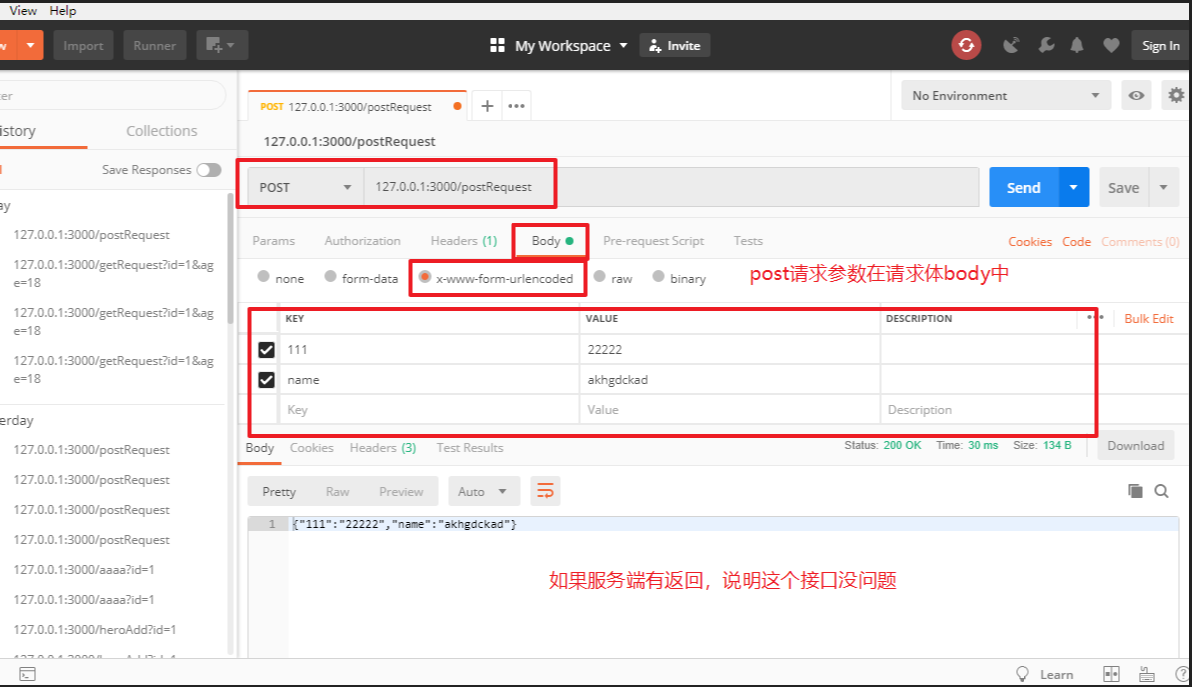 View Help
Import Runner My Workspace Invite Sign In
History Collections
Save Responses
127.0.0.1:3000/postRequest
127.0.0.1:3000/getRequest?id=1&ag
e=18
127.0.0.1:3000/getRequest?id=1&ag
e=18
127.0.0.1:3000/getRequest?id=1&ag
e=18
127.0.0.1:3000/postRequest
127.0.0.1:3000/postRequest
127.0.0.1:3000/postRequest
127.0.0.1:3000/postRequest
127.0.0.1:3000/aaaa?id=1
127.0.0.1:3000/aaaa?id=1
127.0.0.1:3000/heroAdd?id=1
POST 127.0.0.1:3000/postRequest
No Environment
127.0.0.1:3000/postRequest
POST 127.0.0.1:3000/postRequest Send Save
Params Authorization Headers (1) Body Pre-request Script Tests Cookies Code Comments (0)
none form-data x-www-form-urlencoded raw binary
post请求参数在请求体body中
KEY VALUE DESCRIPTION Bulk Edit
111 22222
name akhgdckad
Key Value Description
Body Cookies Headers (3) Test Results Status: 200 OK Time: 30 ms Size: 134 B Download
Pretty Raw Preview Auto
1 {"111":"22222","name":"akhgdckad"}
如果服务端有返回，说明这个接口没问题
Learn